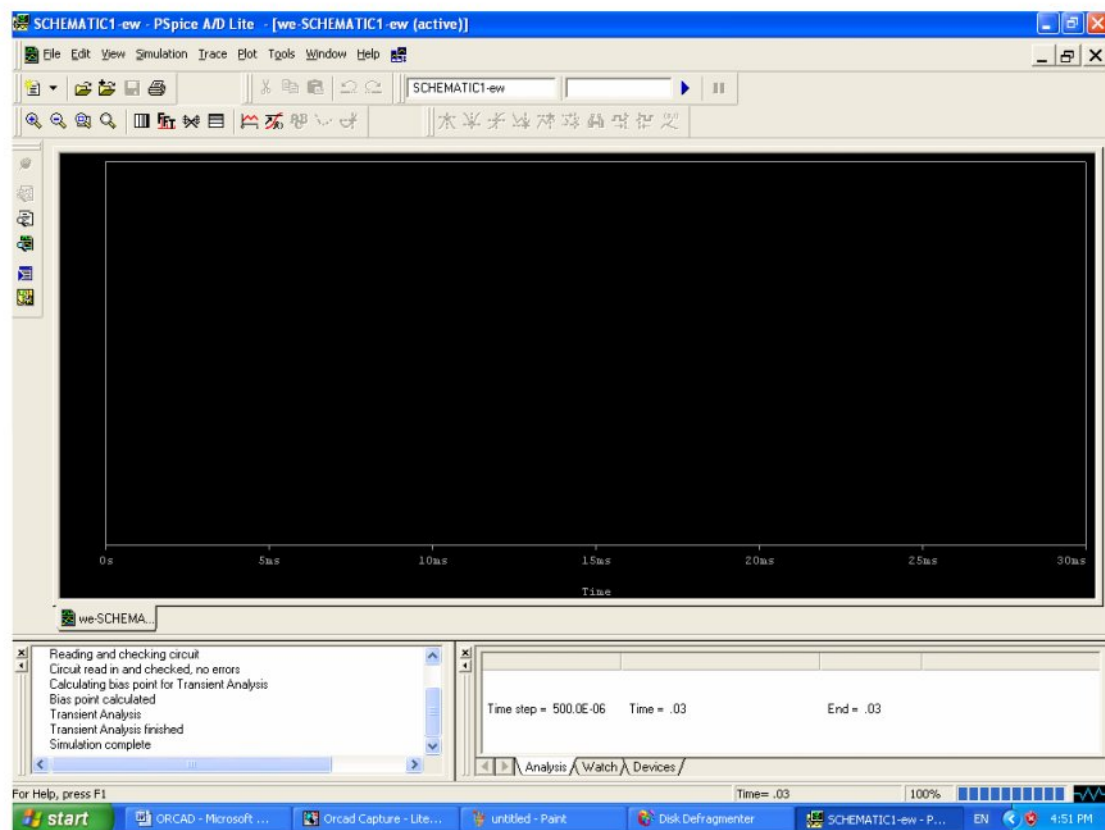 SCHEMATIC1-ew - PSpice A/D Lite - [we-SCHEMATIC1-ew (active)]
File Edit View Simulation Trace Plot Tools Window Help
SCHEMATIC1-ew
FFT
0s 5ms 10ms 15ms 20ms 25ms 30ms
Time
we-SCHEMA...
Reading and checking circuit
Circuit read in and checked, no errors
Calculating bias point for Transient Analysis
Bias point calculated
Transient Analysis
Transient Analysis finished
Simulation complete
Time step = 500.0E-06 Time = .03 End = .03
Analysis Watch Devices
For Help, press F1 Time= .03 100%
start ORCAD - Microsoft ... Orcad Capture - Lite... untitled - Paint Disk Defragmenter SCHEMATIC1-ew - P... EN 4:51 PM